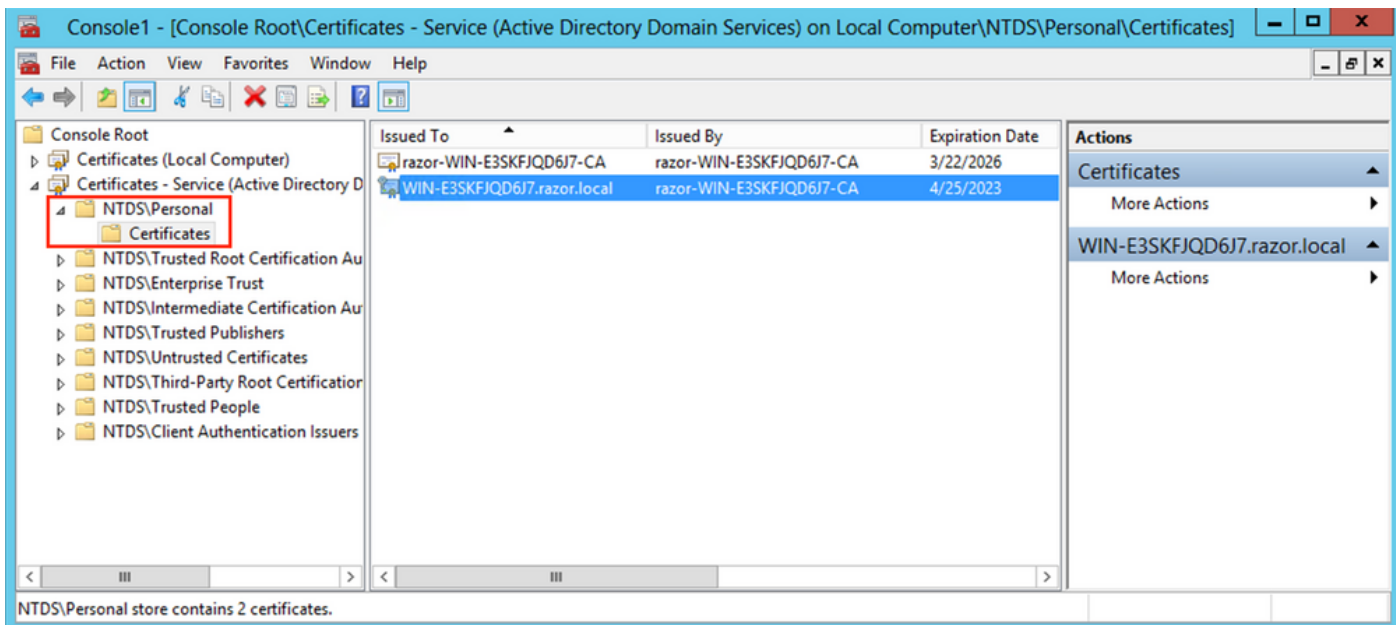 Console1 - [Console Root\Certificates - Service (Active Directory Domain Services) on Local Computer\NTDS\Personal\Certificates]
File Action View Favorites Window Help
Console Root
Certificates (Local Computer)
Certificates - Service (Active Directory D
NTDS\Personal
Certificates
NTDS\Trusted Root Certification Au
NTDS\Enterprise Trust
NTDS\Intermediate Certification Au
NTDS\Trusted Publishers
NTDS\Untrusted Certificates
NTDS\Third-Party Root Certification
NTDS\Trusted People
NTDS\Client Authentication Issuers
Issued To Issued By Expiration Date
razor-WIN-E3SKFJQD6J7-CA razor-WIN-E3SKFJQD6J7-CA 3/22/2026
WIN-E3SKFJQD6J7.razor.local razor-WIN-E3SKFJQD6J7-CA 4/25/2023
Actions
Certificates
More Actions
WIN-E3SKFJQD6J7.razor.local
More Actions
NTDS\Personal store contains 2 certificates.